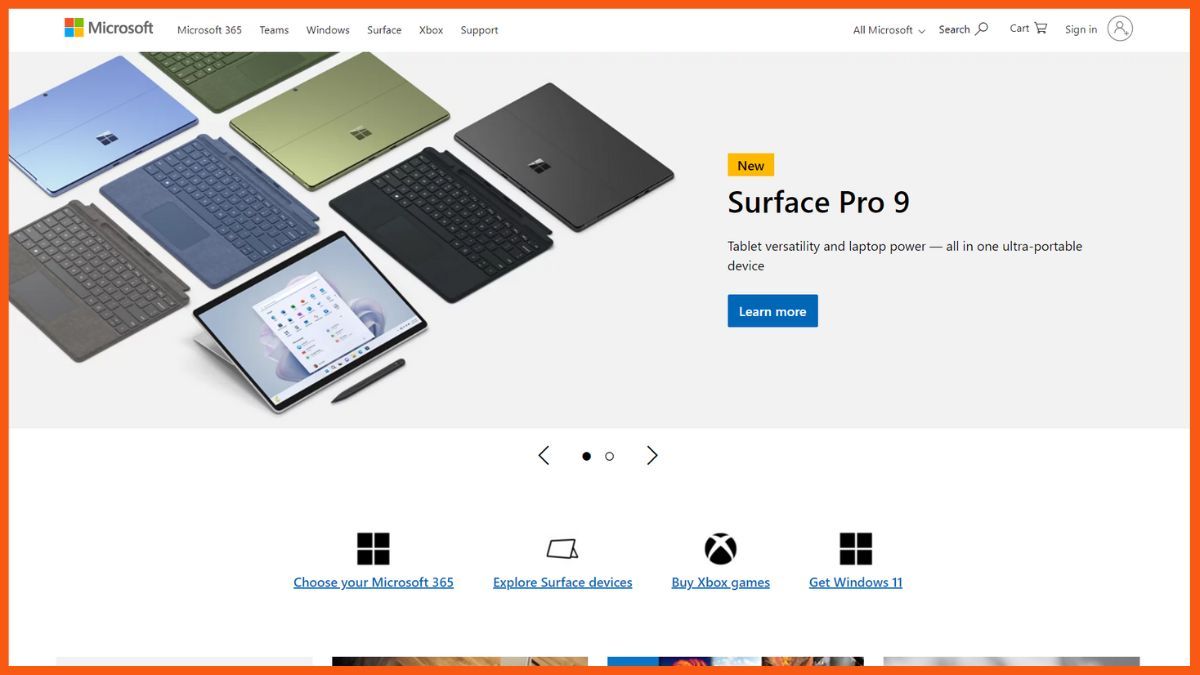 Microsoft
Microsoft 365 Teams Windows Surface Xbox Support
All Microsoft Search Cart Sign in
New
Surface Pro 9
Tablet versatility and laptop power — all in one ultra-portable
device
Learn more
Choose your Microsoft 365 Explore Surface devices Buy Xbox games Get Windows 11